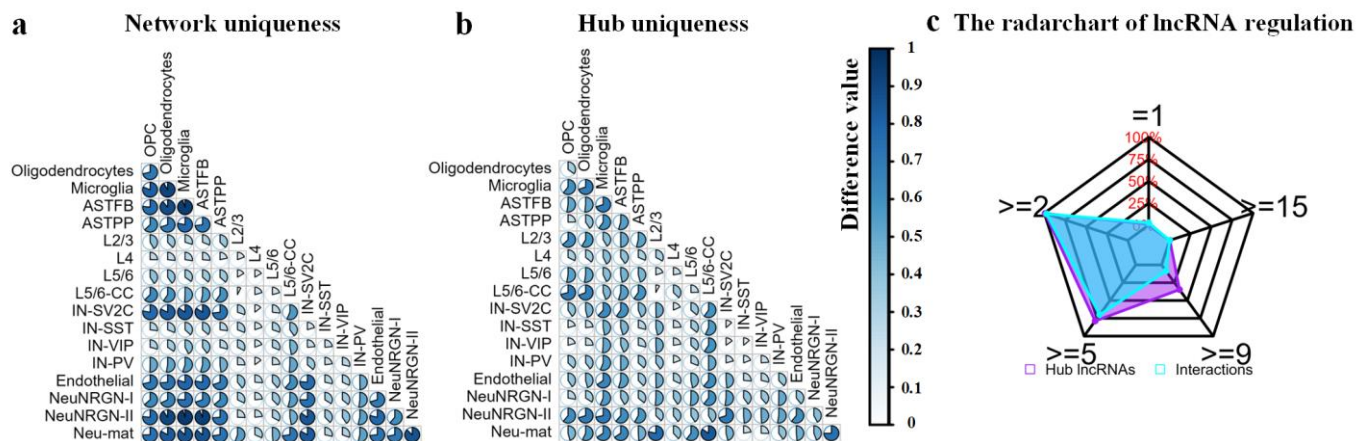 a Network uniqueness
OPC
Oligodendrocytes
Microglia
ASTFB
ASTPP
L2/3
L4
L5/6
L5/6-CC
IN-SV2C
IN-SST
IN-VIP
IN-PV
Endothelial
NeuNRGN-I
NeuNRGN-II
Oligodendrocytes
Microglia
ASTFB
ASTPP
L2/3
L4
L5/6
L5/6-CC
IN-SV2C
IN-SST
IN-VIP
IN-PV
Endothelial
NeuNRGN-I
NeuNRGN-II
Neu-mat
b Hub uniqueness
OPC
Oligodendrocytes
Microglia
ASTFB
ASTPP
L2/3
L4
L5/6
L5/6-CC
IN-SV2C
IN-SST
IN-VIP
IN-PV
Endothelial
NeuNRGN-I
NeuNRGN-II
Oligodendrocytes
Microglia
ASTFB
ASTPP
L2/3
L4
L5/6
L5/6-CC
IN-SV2C
IN-SST
IN-VIP
IN-PV
Endothelial
NeuNRGN-I
NeuNRGN-II
Neu-mat
Difference value
1
0.9
0.8
0.7
0.6
0.5
0.4
0.3
0.2
0.1
0
c The radarchart of lncRNA regulation
=1
100%
75%
50%
25%
0%
>=2
>=15
>=5
>=9
Hub lncRNAs
Interactions